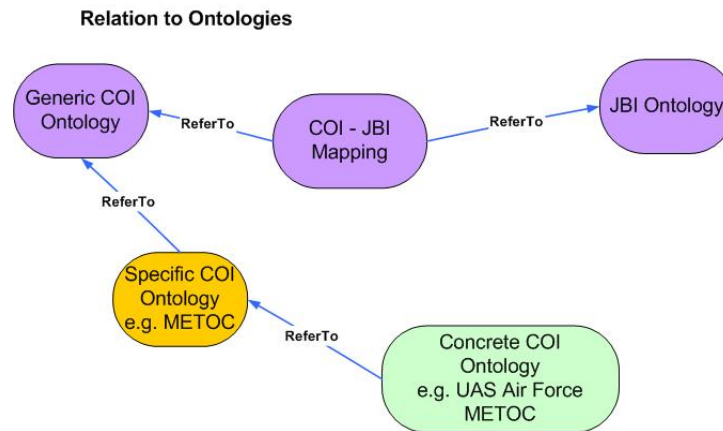 Relation to Ontologies
Generic COI
Ontology
ReferTo
COI - JBI
Mapping
ReferTo
JBI Ontology
ReferTo
Specific COI
Ontology
e.g. METOC
ReferTo
Concrete COI
Ontology
e.g. UAS Air Force
METOC